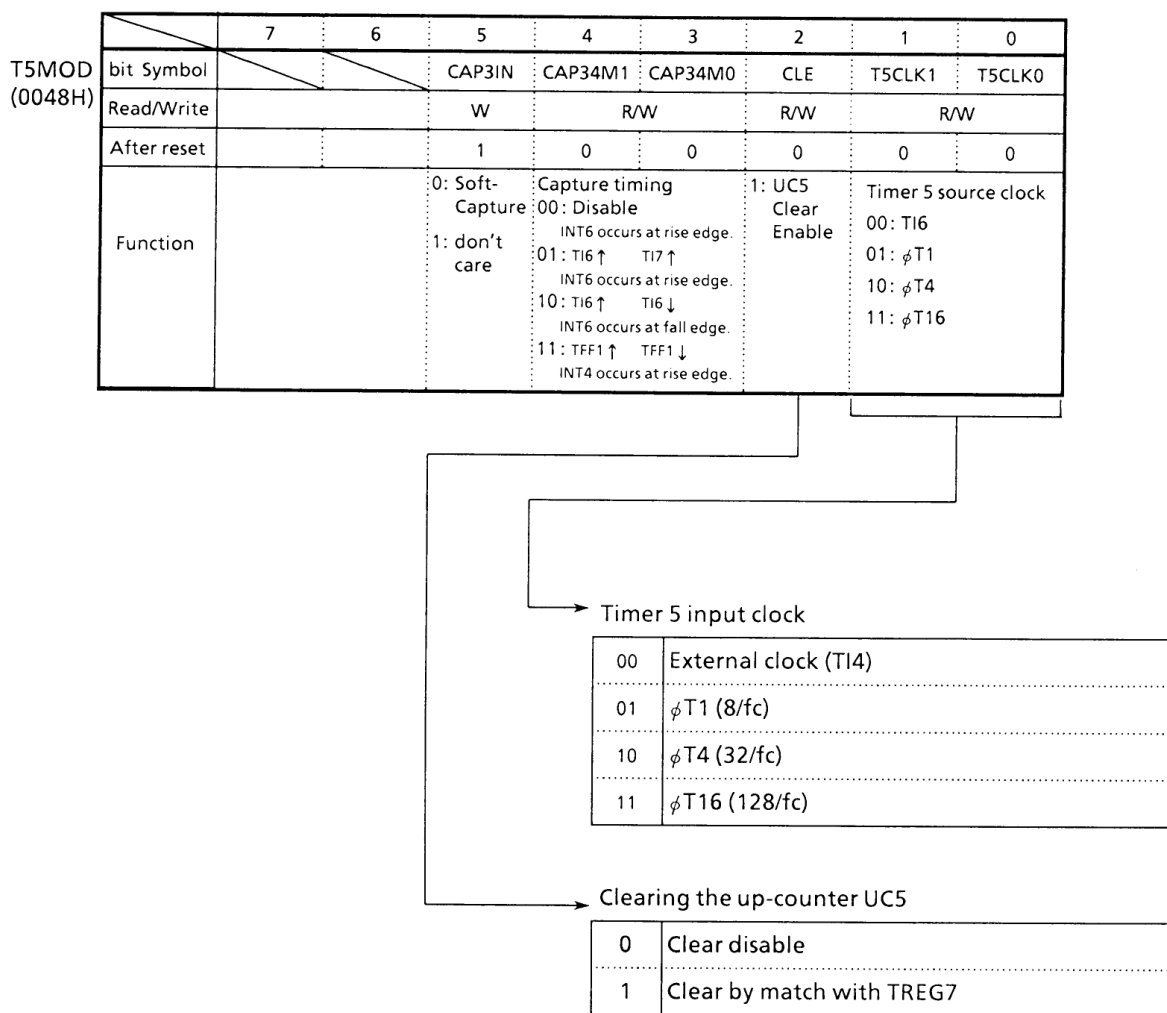 7 6 5 4 3 2 1 0
T5MOD
(0048H)
bit Symbol CAP3IN CAP34M1 CAP34M0 CLE T5CLK1 T5CLK0
Read/Write W R/W R/W R/W
After reset 1 0 0 0 0 0
Function
0: Soft-
Capture
1: don't
care
Capture timing
00: Disable
INT6 occurs at rise edge.
01: TI6↑ TI7↑
INT6 occurs at rise edge.
10: TI6↑ TI6↓
INT6 occurs at fall edge.
11: TFF1↑ TFF1↓
INT4 occurs at rise edge.
1: UC5
Clear
Enable
Timer 5 source clock
00: TI6
01: φT1
10: φT4
11: φT16
Timer 5 input clock
00 External clock (TI4)
01 φT1 (8/fc)
10 φT4 (32/fc)
11 φT16 (128/fc)
Clearing the up-counter UC5
0 Clear disable
1 Clear by match with TREG7